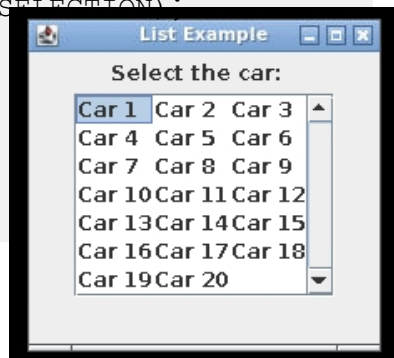 SELECTION);
List Example
Select the car:
Car 1 Car 2 Car 3
Car 4 Car 5 Car 6
Car 7 Car 8 Car 9
Car 10 Car 11 Car 12
Car 13 Car 14 Car 15
Car 16 Car 17 Car 18
Car 19 Car 20